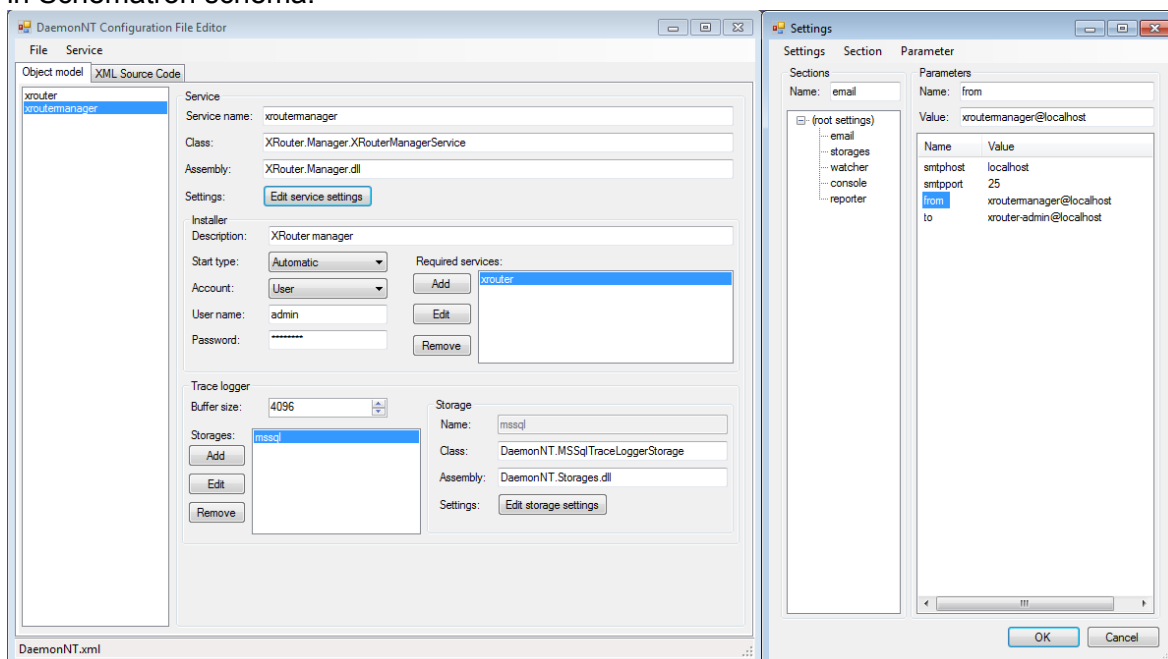 in Schematron schema.
DaemonNT Configuration File Editor
File Service
Object model XML Source Code
xrouter
xroutermanager
Service
Service name: xroutermanager
Class: XRouter.Manager.XRouterManagerService
Assembly: XRouter.Manager.dll
Settings: Edit service settings
Installer
Description: XRouter manager
Start type: Automatic
Account: User
User name: admin
Password: ********
Required services:
Add
Edit
Remove
xrouter
Trace logger
Buffer size: 4096
Storages:
Add
Edit
Remove
mssql
Storage
Name: mssql
Class: DaemonNT.MSSqlTraceLoggerStorage
Assembly: DaemonNT.Storages.dll
Settings: Edit storage settings
DaemonNT.xml
Settings
Settings Section Parameter
Sections
Name: email
(root settings)
email
storages
watcher
console
reporter
Parameters
Name: from
Value: xroutermanager@localhost
Name Value
smtphost localhost
smtpport 25
from xroutermanager@localhost
to xrouter-admin@localhost
OK Cancel